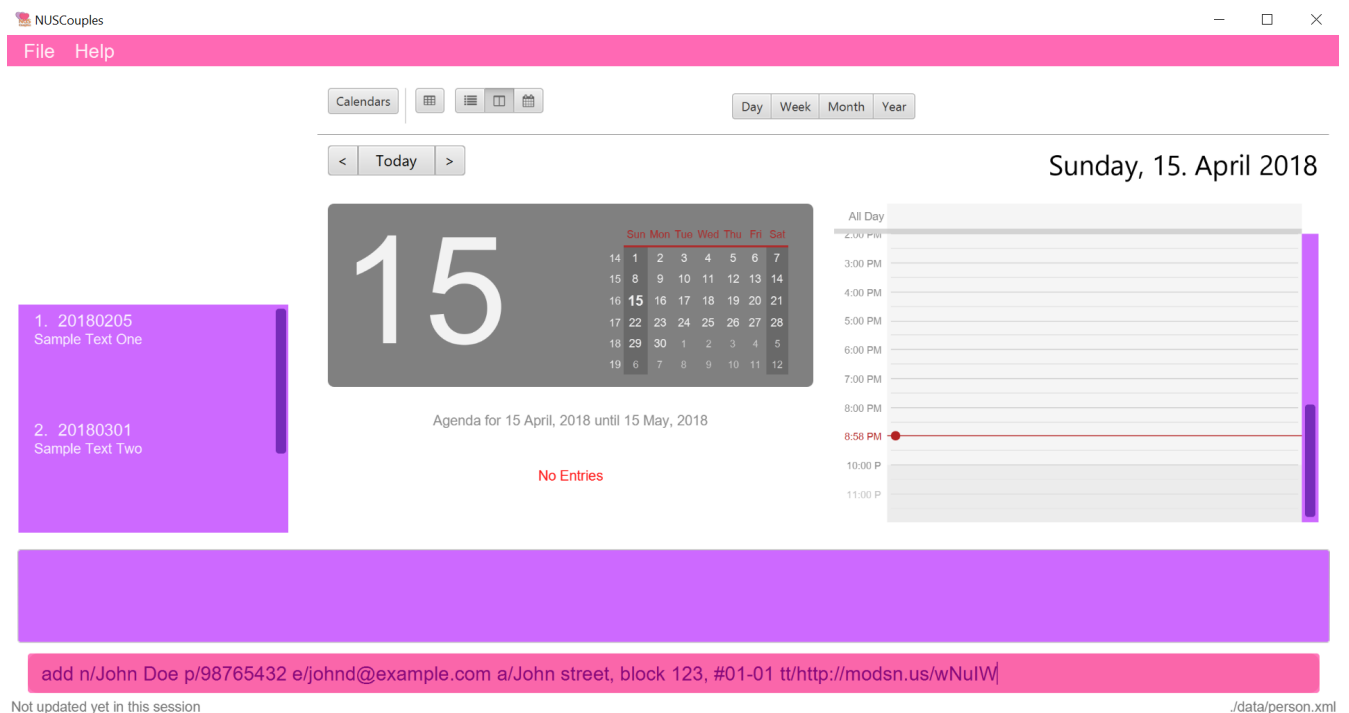 NUSCouples
File Help
Calendars
Day Week Month Year
< Today >
Sunday, 15. April 2018
15
Sun Mon Tue Wed Thu Fri Sat
14 1 2 3 4 5 6 7
15 8 9 10 11 12 13 14
16 15 16 17 18 19 20 21
17 22 23 24 25 26 27 28
18 29 30 1 2 3 4 5
19 6 7 8 9 10 11 12
Agenda for 15 April, 2018 until 15 May, 2018
No Entries
All Day
2:00 PM
3:00 PM
4:00 PM
5:00 PM
6:00 PM
7:00 PM
8:00 PM
8:58 PM
10:00 P
11:00 P
1. 20180205
Sample Text One
2. 20180301
Sample Text Two
add n/John Doe p/98765432 e/johnd@example.com a/John street, block 123, #01-01 tt/http://modsn.us/wNuIW
Not updated yet in this session
./data/person.xml